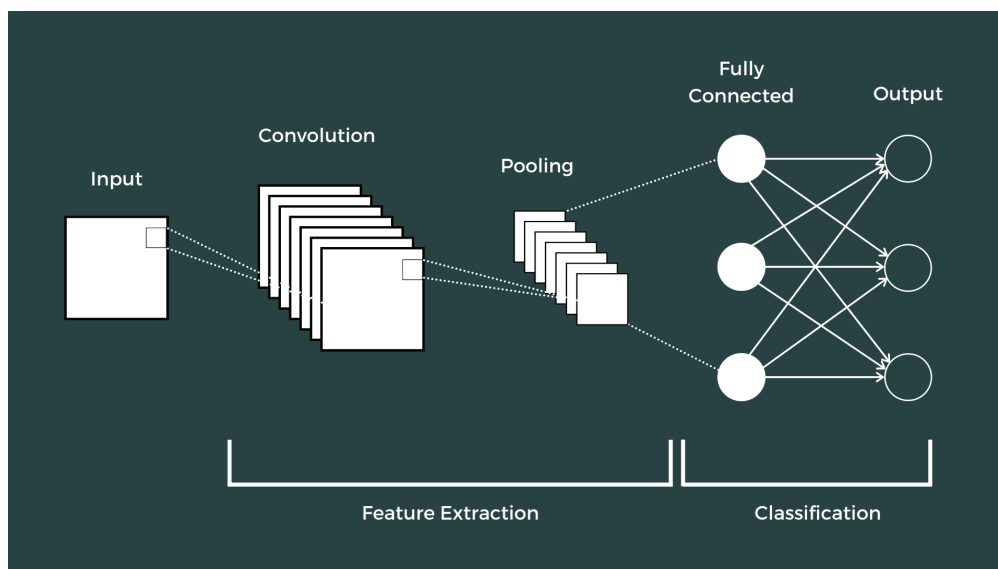 Input
Convolution
Pooling
Fully
Connected
Output
Feature Extraction
Classification